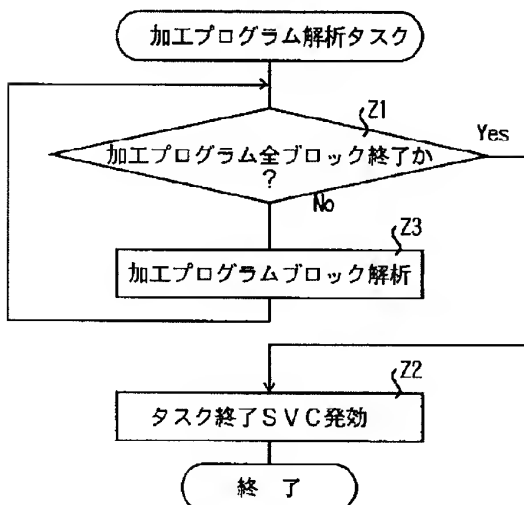 加工プログラム解析タスク
Z1
Yes
加工プログラム全ブロック終了か
?
No
Z3
加工プログラムブロック解析
Z2
タスク終了SVC発効
終 了